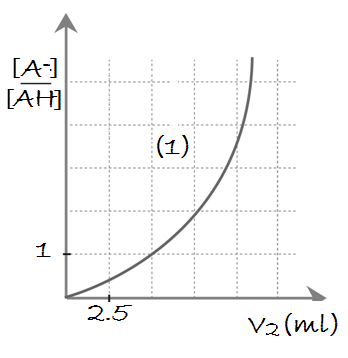 [A-]
[AH]
(1)
1
2.5
V2 (ml)